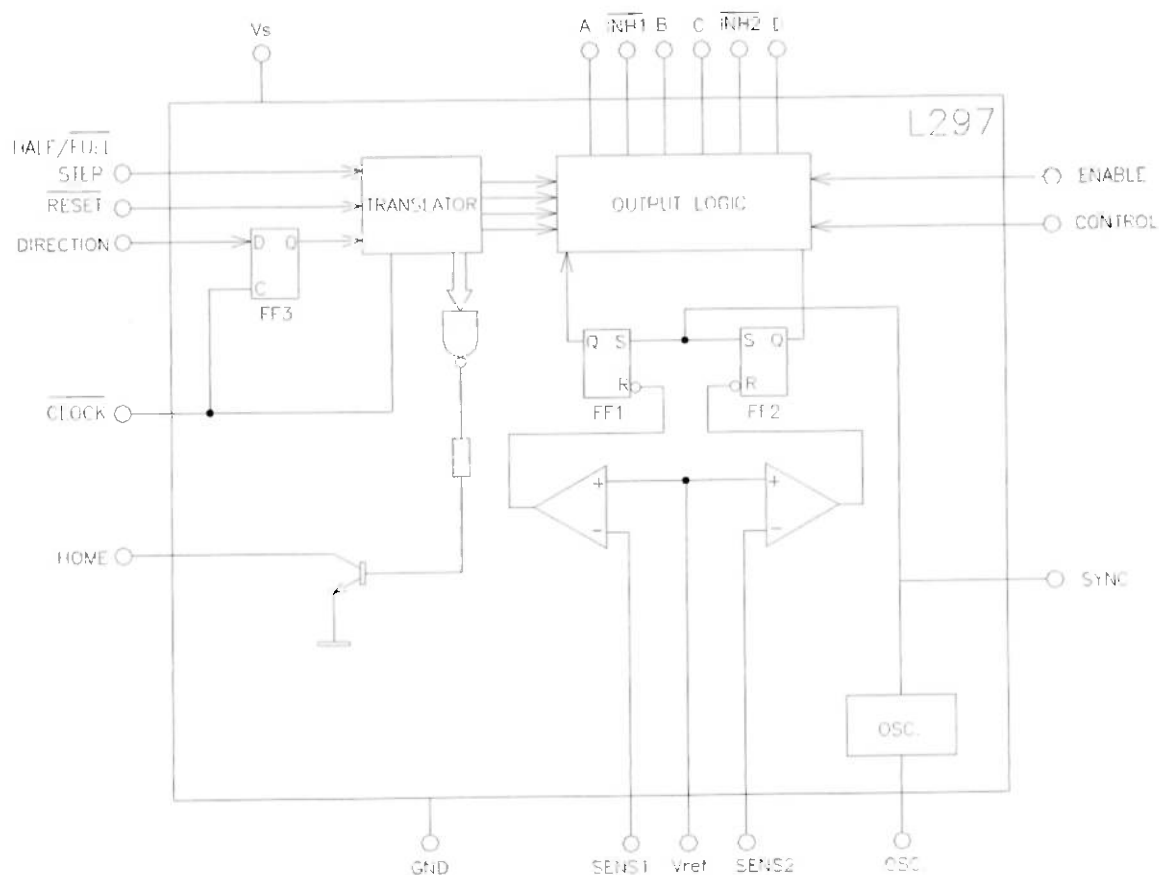 Vs
A INH1 B C INH2 D
L297
HALF/FULL
STEP
RESET
DIRECTION
TRANSLATOR
OUTPUT LOGIC
ENABLE
CONTROL
D Q
C
FF3
Q S
R
FF1
S Q
R
FF2
CLOCK
+
−
+
−
HOME
SYNC
OSC.
GND
SENS1
Vref
SENS2
OSC